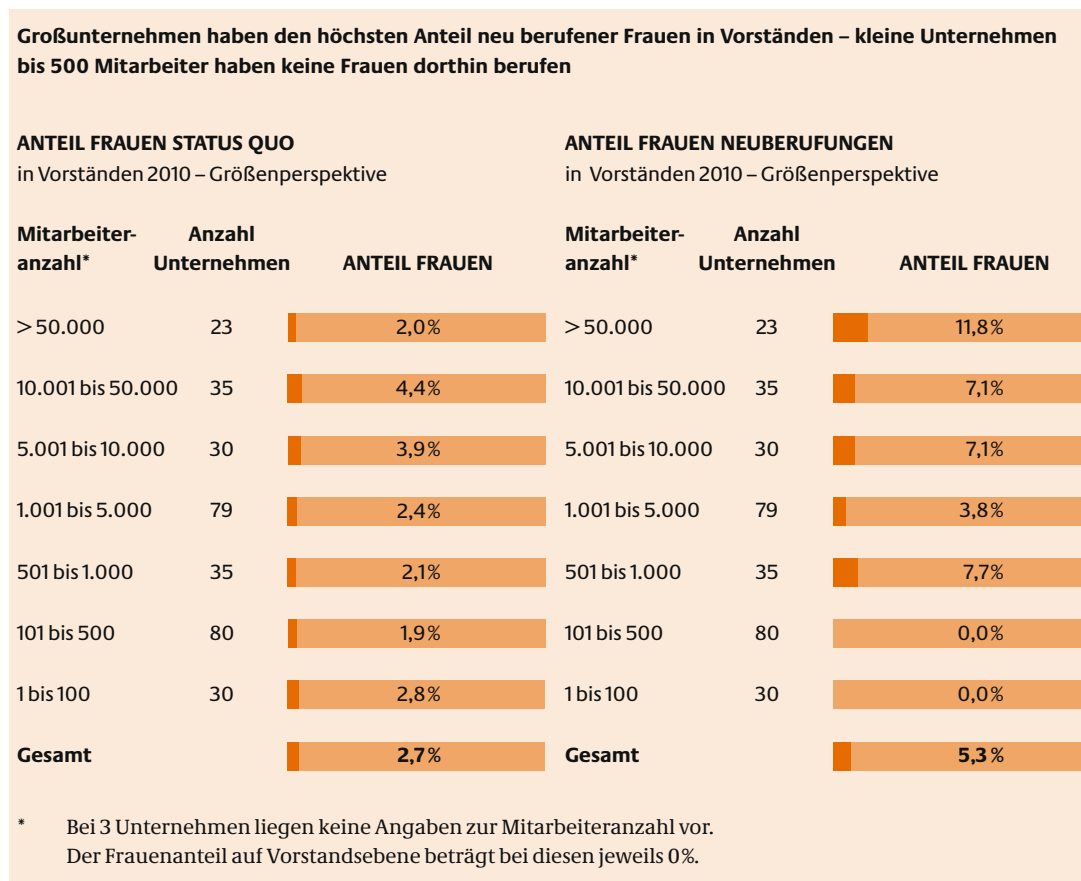 Großunternehmen haben den höchsten Anteil neu berufener Frauen in Vorständen – kleine Unternehmen
bis 500 Mitarbeiter haben keine Frauen dorthin berufen
ANTEIL FRAUEN STATUS QUO
in Vorständen 2010 – Größenperspektive
Mitarbeiter- Anzahl
anzahl* Unternehmen ANTEIL FRAUEN
> 50.000 23 2,0%
10.001 bis 50.000 35 4,4%
5.001 bis 10.000 30 3,9%
1.001 bis 5.000 79 2,4%
501 bis 1.000 35 2,1%
101 bis 500 80 1,9%
1 bis 100 30 2,8%
Gesamt 2,7%
ANTEIL FRAUEN NEUBERUFUNGEN
in Vorständen 2010 – Größenperspektive
Mitarbeiter- Anzahl
anzahl* Unternehmen ANTEIL FRAUEN
> 50.000 23 11,8%
10.001 bis 50.000 35 7,1%
5.001 bis 10.000 30 7,1%
1.001 bis 5.000 79 3,8%
501 bis 1.000 35 7,7%
101 bis 500 80 0,0%
1 bis 100 30 0,0%
Gesamt 5,3%
* Bei 3 Unternehmen liegen keine Angaben zur Mitarbeiteranzahl vor.
Der Frauenanteil auf Vorstandsebene beträgt bei diesen jeweils 0%.